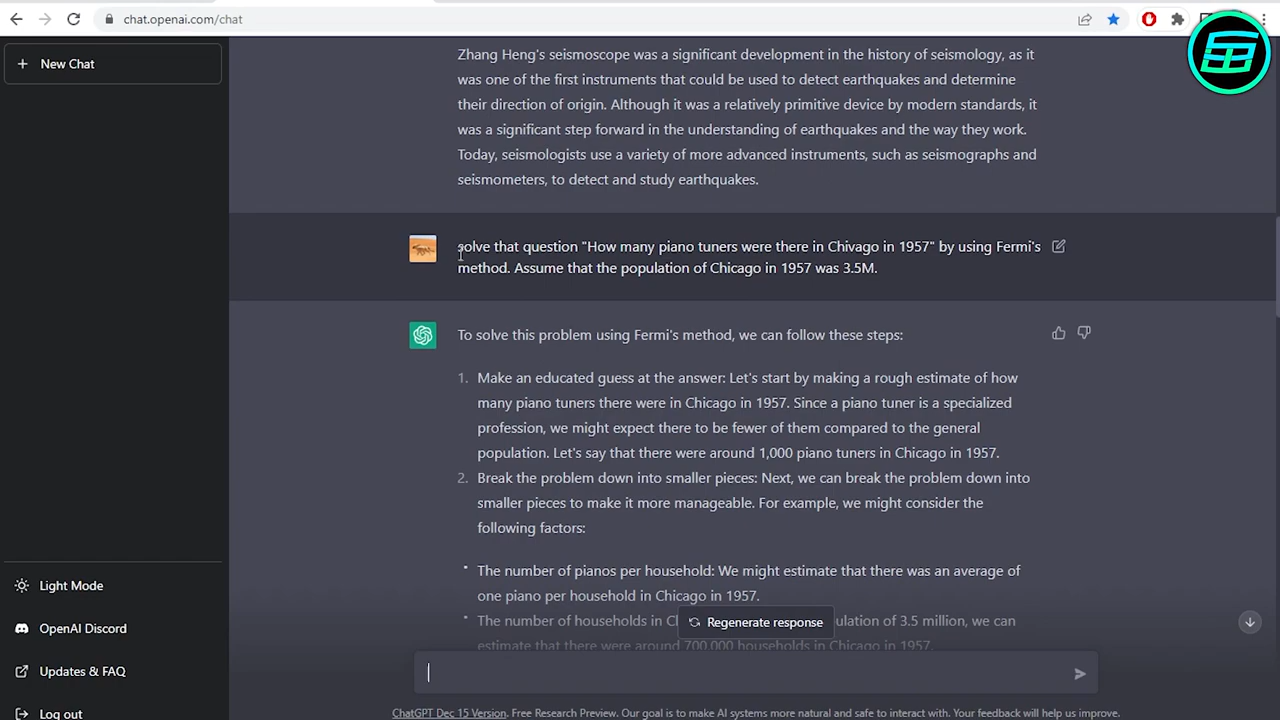 chat.openai.com/chat
New Chat
Zhang Heng's seismoscope was a significant development in the history of seismology, as it
was one of the first instruments that could be used to detect earthquakes and determine
their direction of origin. Although it was a relatively primitive device by modern standards, it
was a significant step forward in the understanding of earthquakes and the way they work.
Today, seismologists use a variety of more advanced instruments, such as seismographs and
seismometers, to detect and study earthquakes.
solve that question "How many piano tuners were there in Chivago in 1957" by using Fermi's
method. Assume that the population of Chicago in 1957 was 3.5M.
To solve this problem using Fermi's method, we can follow these steps:
1. Make an educated guess at the answer: Let's start by making a rough estimate of how
many piano tuners there were in Chicago in 1957. Since a piano tuner is a specialized
profession, we might expect there to be fewer of them compared to the general
population. Let's say that there were around 1,000 piano tuners in Chicago in 1957.
2. Break the problem down into smaller pieces: Next, we can break the problem down into
smaller pieces to make it more manageable. For example, we might consider the
following factors:
• The number of pianos per household: We might estimate that there was an average of
one piano per household in Chicago in 1957.
• The number of households in of 3.5 million, we can
estimate that there were around 700,000 households in Chicago in 1957.
Regenerate response
Light Mode
OpenAI Discord
Updates & FAQ
Log out
ChatGPT Dec 15 Version. Free Research Preview. Our goal is to make AI systems more natural and safe to interact with. Your feedback will help us improve.